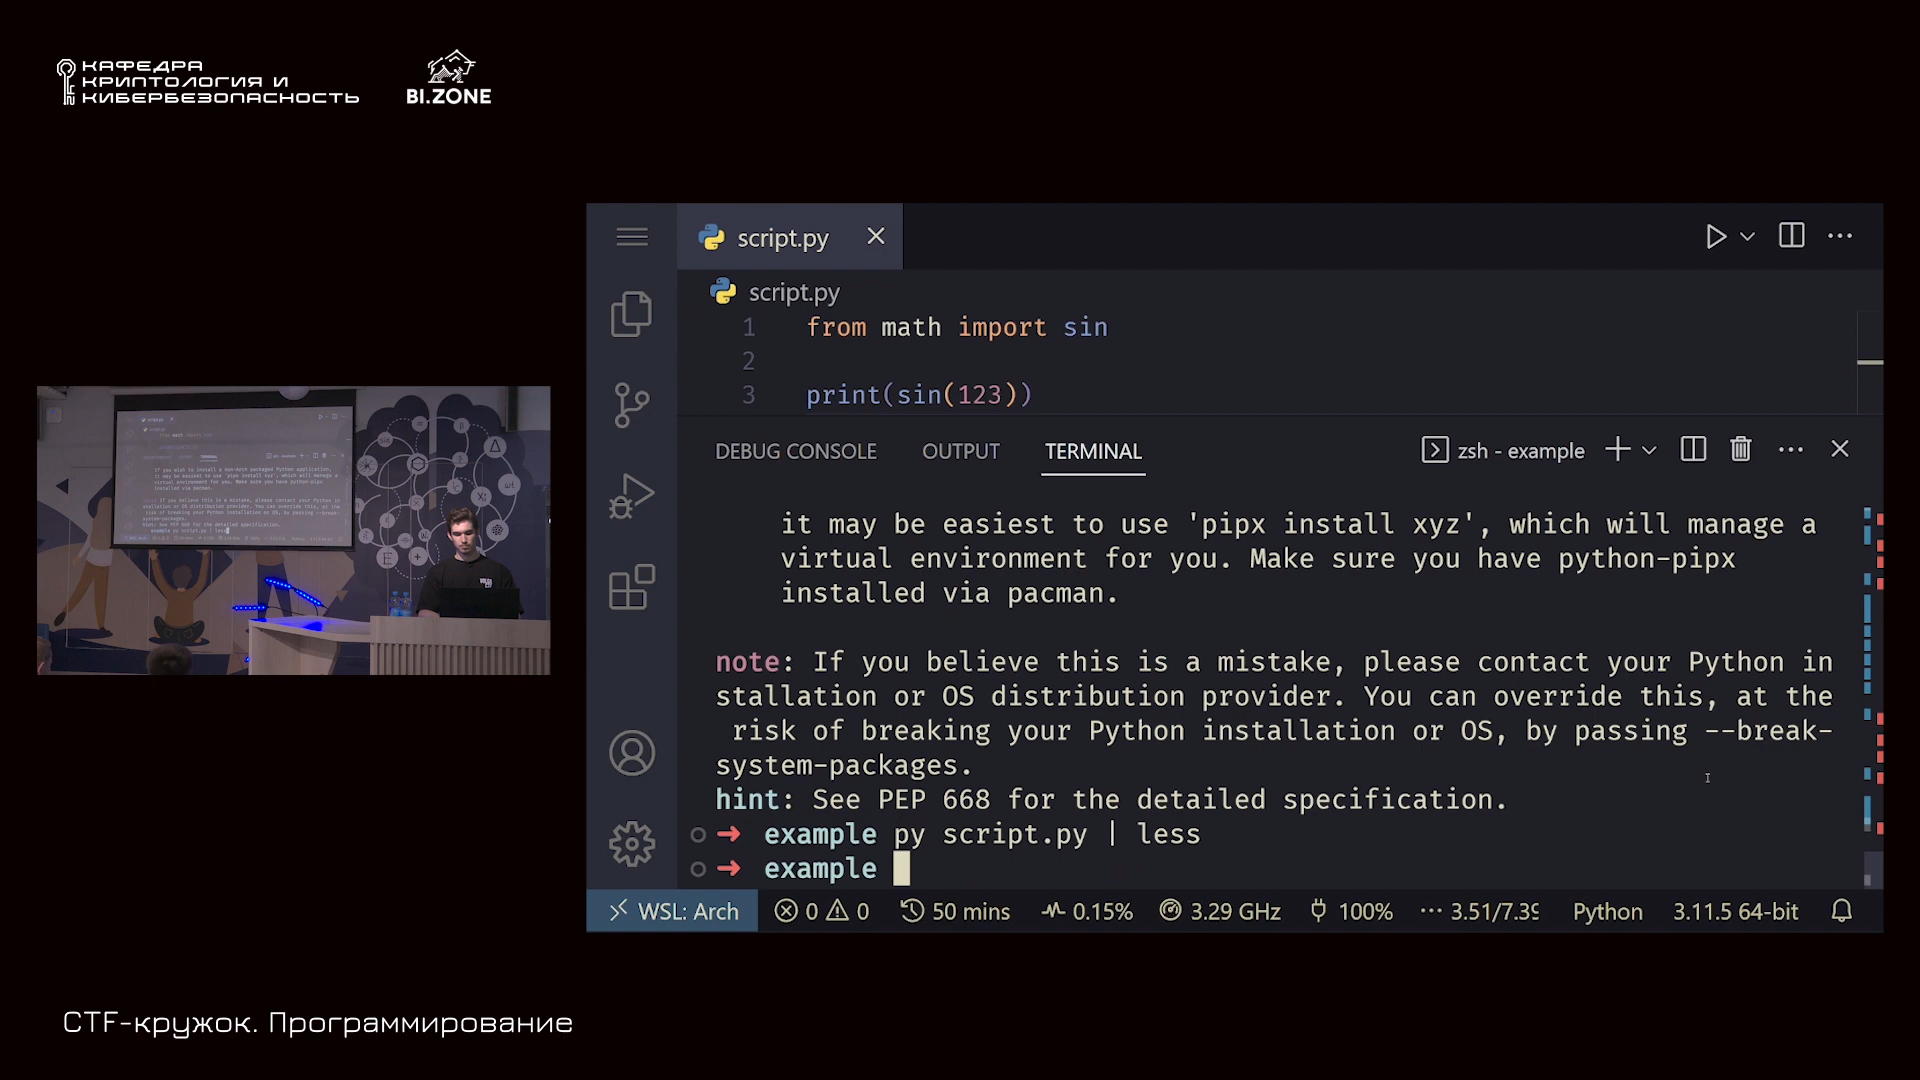 КАФЕДРА
КРИПТОЛОГИЯ И
КИБЕРБЕЗОПАСНОСТЬ
BI.ZONE
script.py
script.py
1 from math import sin
2
3 print(sin(123))
DEBUG CONSOLE OUTPUT TERMINAL zsh - example
it may be easiest to use 'pipx install xyz', which will manage a
virtual environment for you. Make sure you have python-pipx
installed via pacman.
note: If you believe this is a mistake, please contact your Python in
stallation or OS distribution provider. You can override this, at the
risk of breaking your Python installation or OS, by passing --break-
system-packages.
hint: See PEP 668 for the detailed specification.
example py script.py | less
example
WSL: Arch 0 0 50 mins 0.15% 3.29 GHz 100% 3.51/7.39 Python 3.11.5 64-bit
CTF-кружок. Программирование